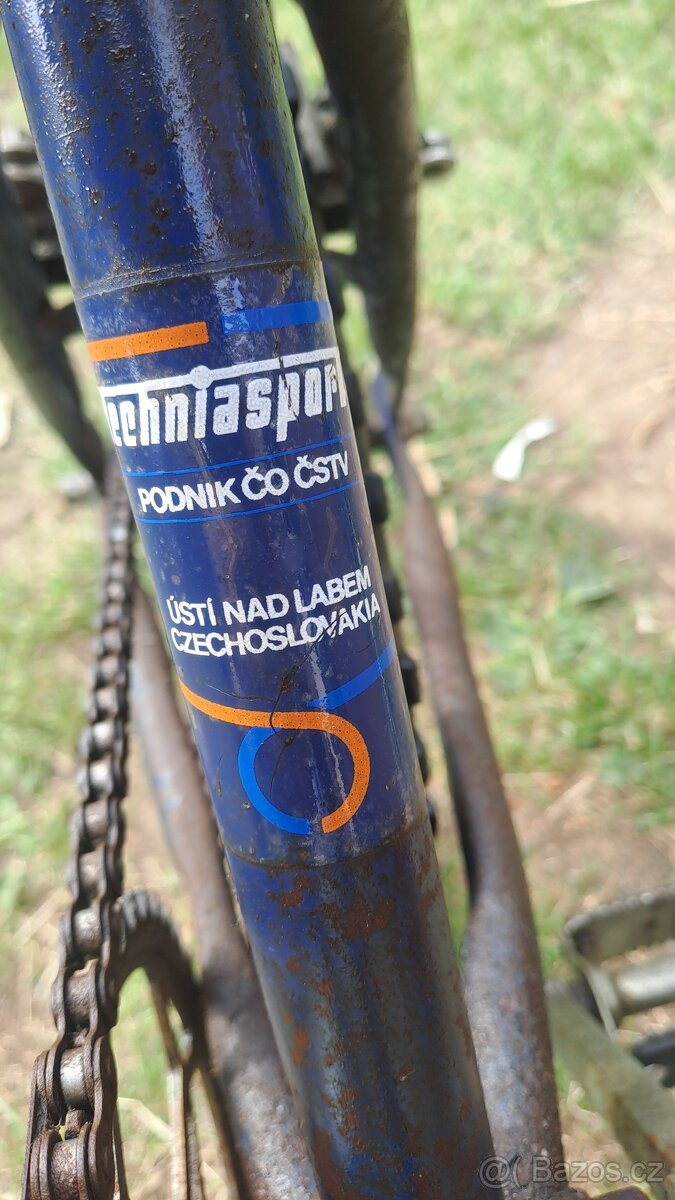 Techniasport
PODNIK ČO ČSTV
ÚSTÍ NAD LABEM
CZECHOSLOVAKIA
@ Bazos.cz